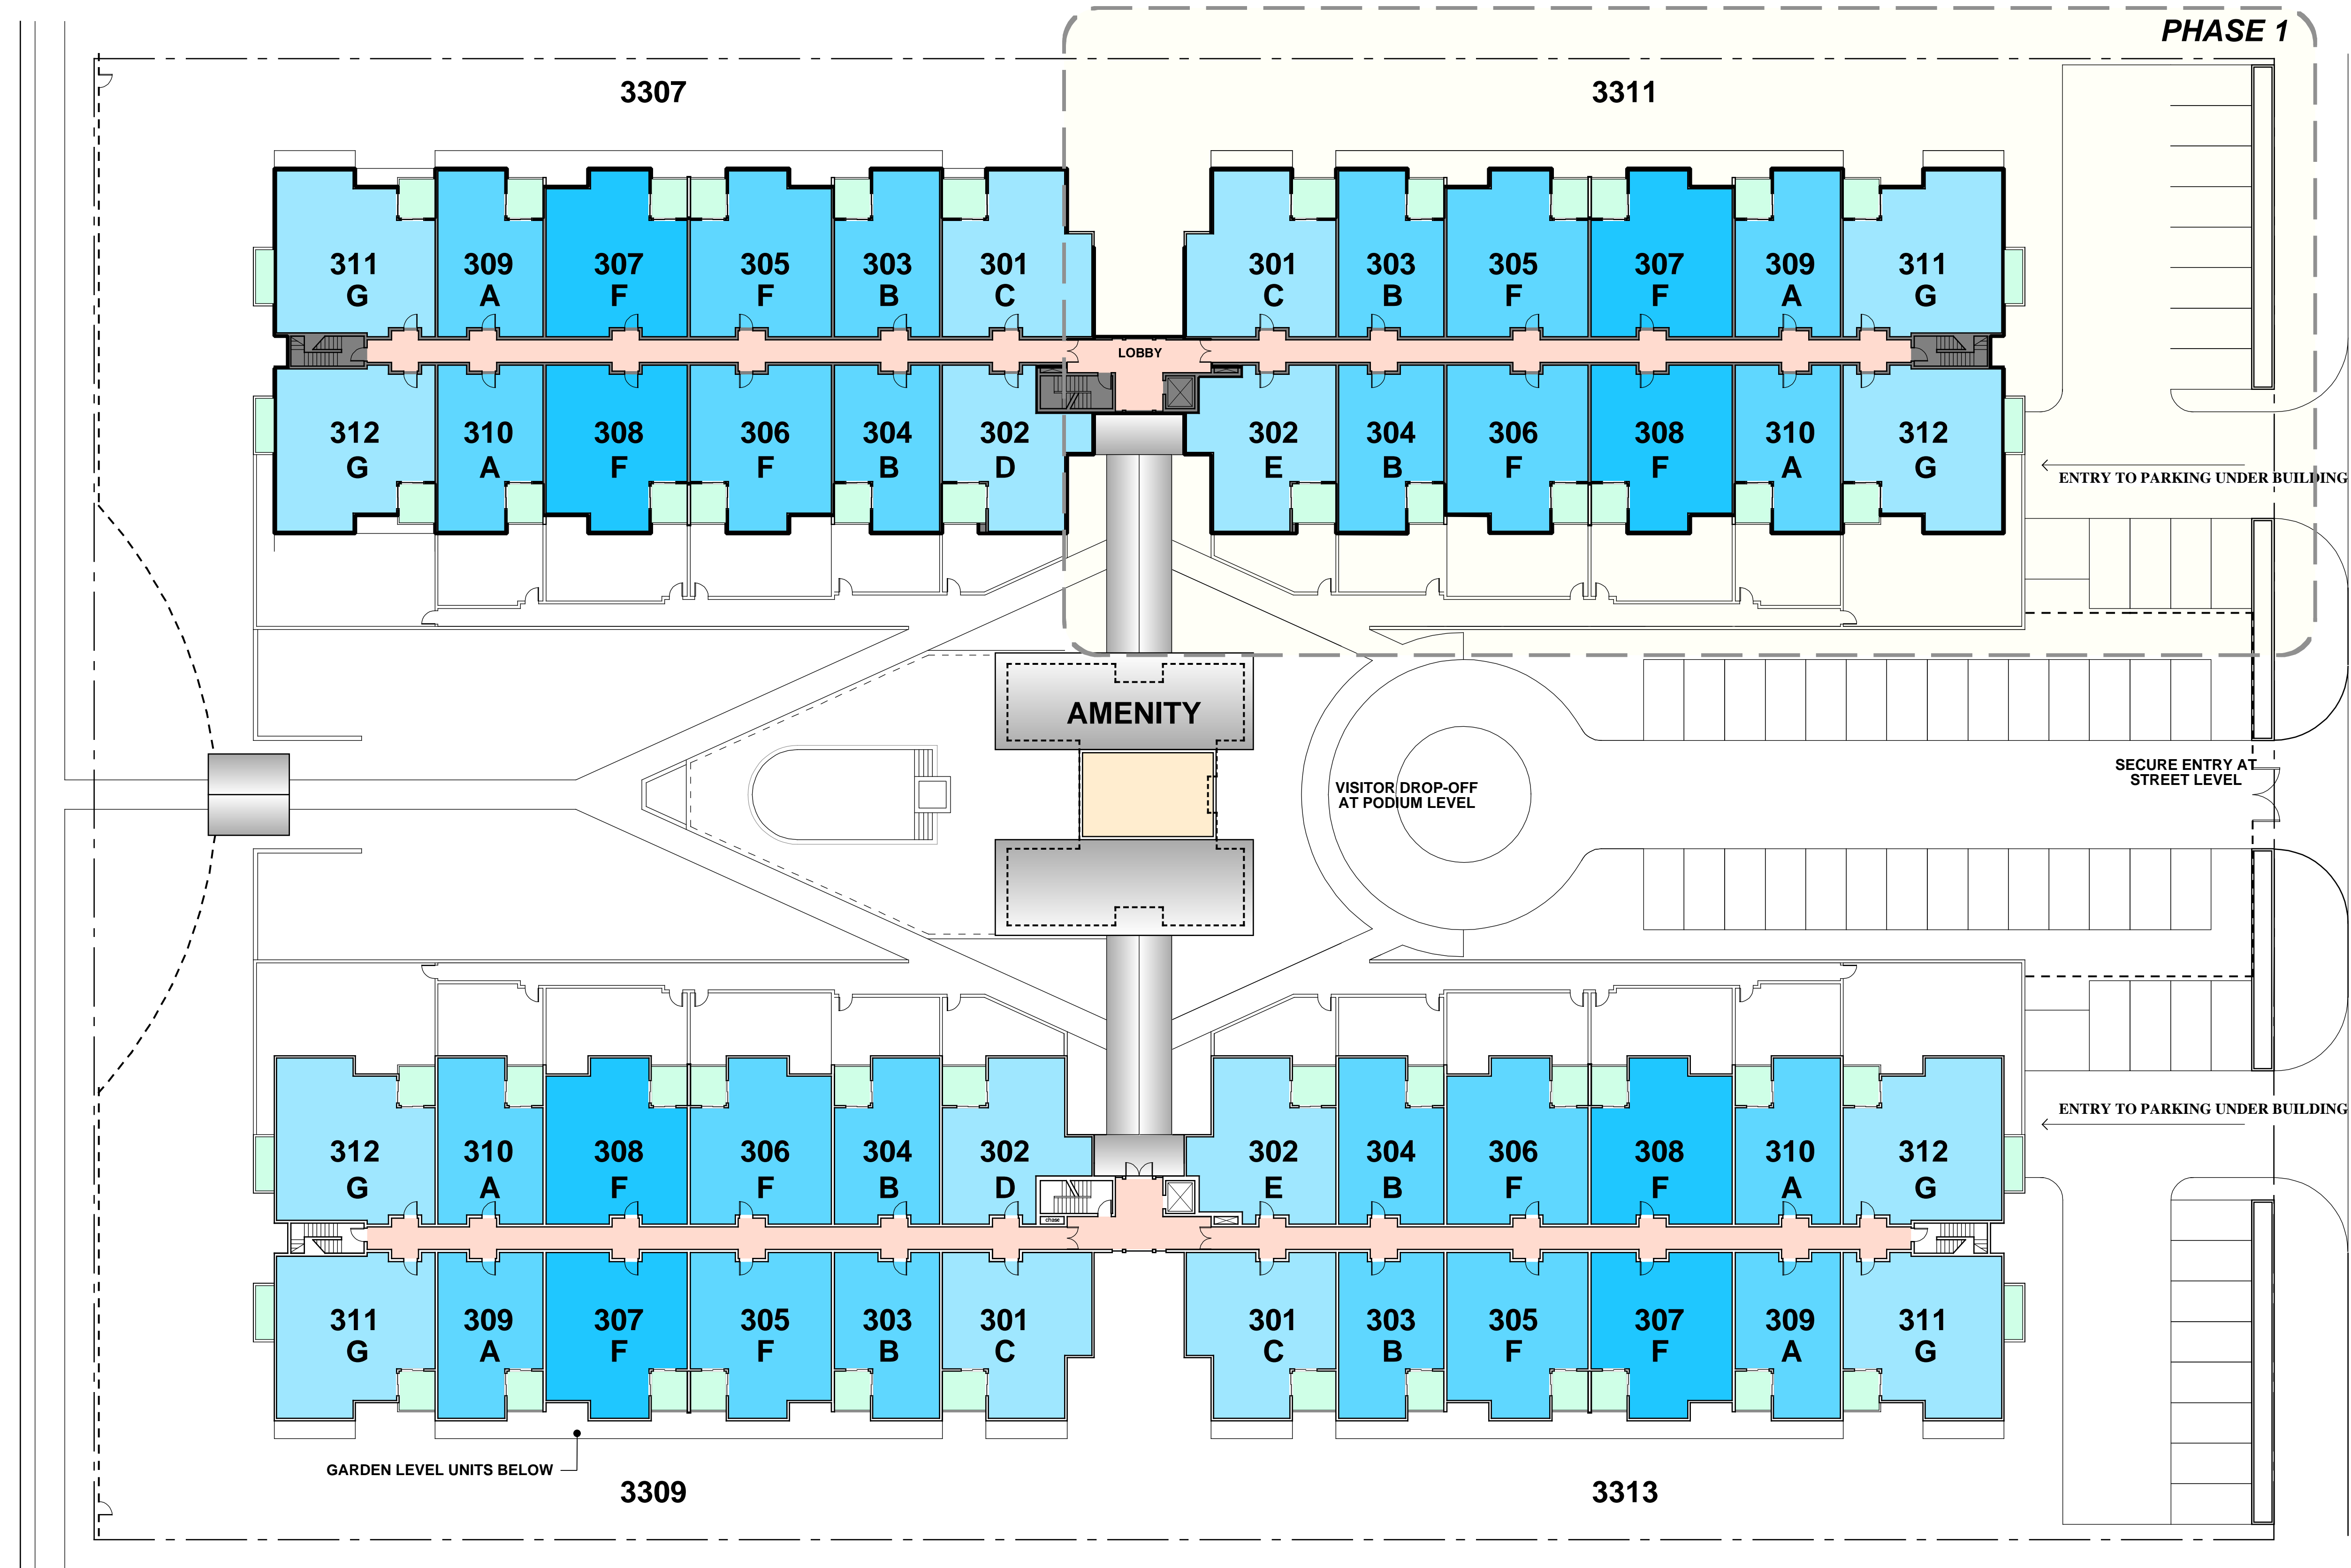 PHASE 1
3307
3311
311
G
309
A
307
F
305
F
303
B
301
C
301
C
303
B
305
F
307
F
309
A
311
G
LOBBY
312
G
310
A
308
F
306
F
304
B
302
D
302
E
304
B
306
F
308
F
310
A
312
G
ENTRY TO PARKING UNDER BUILDING
AMENITY
VISITOR DROP-OFF
AT PODIUM LEVEL
SECURE ENTRY AT
STREET LEVEL
ENTRY TO PARKING UNDER BUILDING
312
G
310
A
308
F
306
F
304
B
302
D
302
E
304
B
306
F
308
F
310
A
312
G
chase
311
G
309
A
307
F
305
F
303
B
301
C
301
C
303
B
305
F
307
F
309
A
311
G
GARDEN LEVEL UNITS BELOW
3309
3313